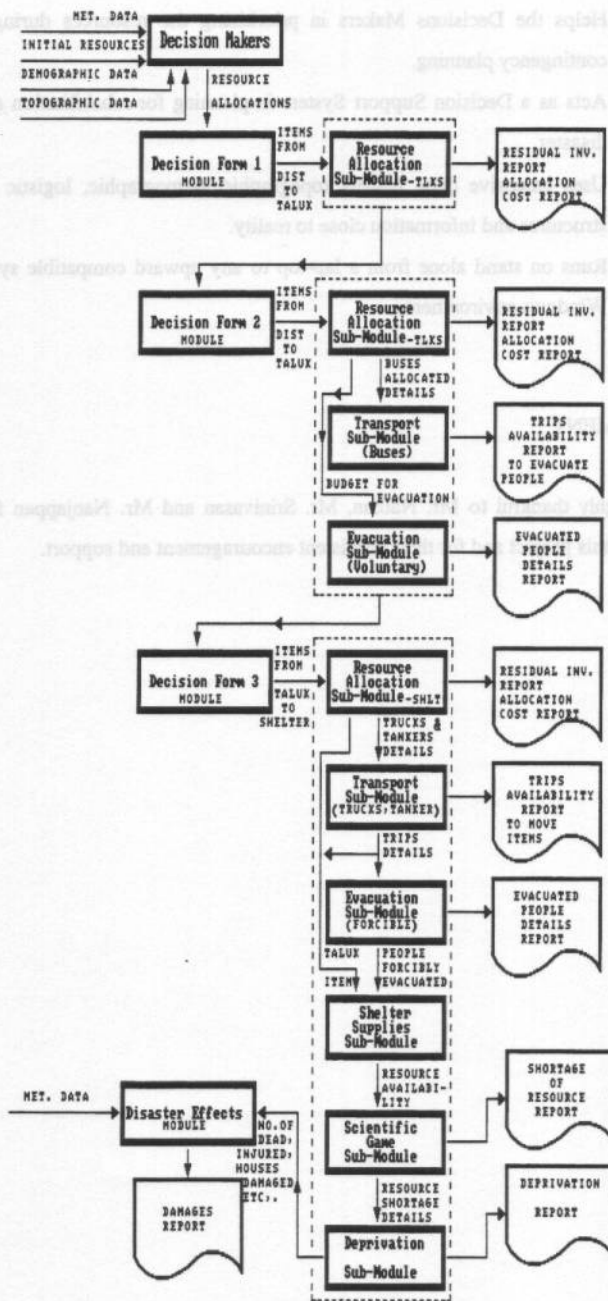 MET. DATA
INITIAL RESOURCES
DEMOGRAPHIC DATA
TOPOGRAPHIC DATA
Decision Makers
RESOURCE
ALLOCATIONS
Decision Form 1
MODULE
ITEMS
FROM
DIST
TO
TALUX
Resource
Allocation
Sub-Module-TLKS
RESIDUAL INV.
REPORT
ALLOCATION
COST REPORT
Decision Form 2
MODULE
ITEMS
FROM
DIST
TO
TALUX
Resource
Allocation
Sub-Module-TLKS
RESIDUAL INV.
REPORT
ALLOCATION
COST REPORT
BUSES
ALLOCATED
DETAILS
Transport
Sub-Module
(Buses)
TRIPS
AVAILABILITY
REPORT
TO EVACUATE
PEOPLE
BUDGET FOR
EVACUATION
Evacuation
Sub-Module
(Voluntary)
EVACUATED
PEOPLE
DETAILS
REPORT
Decision Form 3
MODULE
ITEMS
FROM
TALUX
TO
SHELTER
Resource
Allocation
Sub-Module-SHLT
RESIDUAL INV.
REPORT
ALLOCATION
COST REPORT
TRUCKS &
TANKERS
DETAILS
Transport
Sub-Module
(TRUCKS,TANKER)
TRIPS
AVAILABILITY
REPORT
TO MOVE
ITEMS
TRIPS
DETAILS
Evacuation
Sub-Module
(FORCIBLE)
EVACUATED
PEOPLE
DETAILS
REPORT
TALUX
ITEM
PEOPLE
FORCIBLY
EVACUATED
Shelter
Supplies
Sub-Module
RESOURCE
AVAILABI-
LITY
Scientific
Game
Sub-Module
SHORTAGE
OF
RESOURCE
REPORT
RESOURCE
SHORTAGE
DETAILS
Deprivation
Sub-Module
DEPRIVATION
REPORT
MET. DATA
Disaster Effects
MODULE
NO.OF
DEAD,
INJURED,
HOUSES
DAMAGED
ETC,.
DAMAGES
REPORT